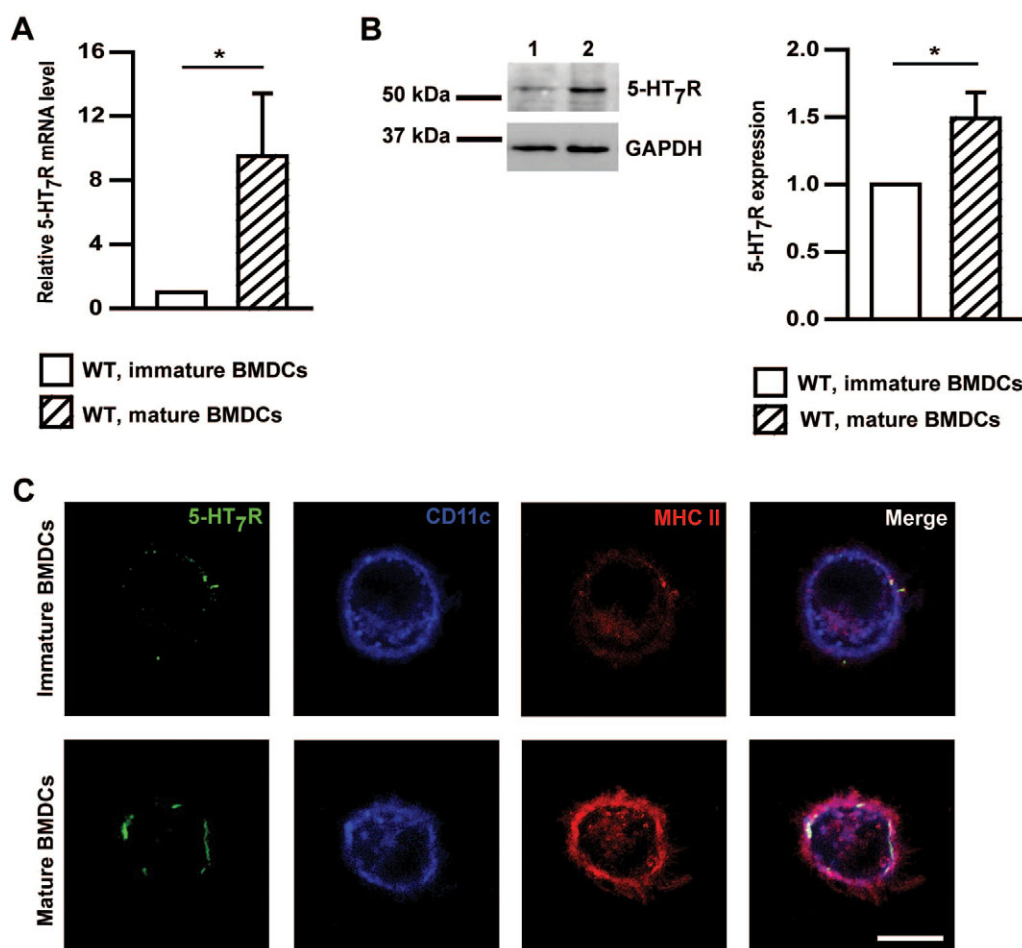 A
Relative 5-HT7R mRNA level
16
12
8
4
0
*
WT, immature BMDCs
WT, mature BMDCs
B
1 2
50 kDa
5-HT7R
37 kDa
GAPDH
5-HT7R expression
2.0
1.5
1.0
0.5
0.0
*
WT, immature BMDCs
WT, mature BMDCs
C
5-HT7R
CD11c
MHC II
Merge
Immature BMDCs
Mature BMDCs